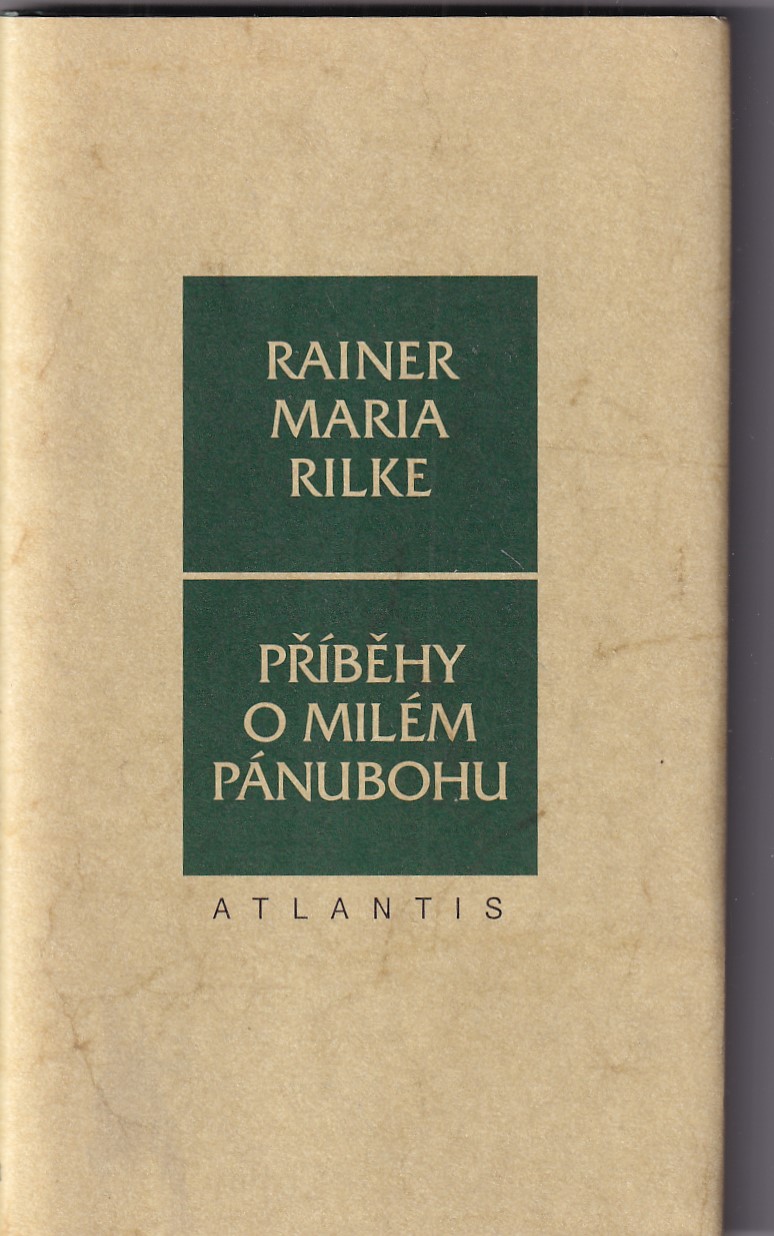 RAINER
MARIA
RILKE
PŘÍBĚHY
O MILÉM
PÁNUBOHU
ATLANTIS